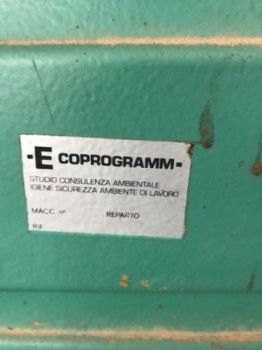 -E COPROGRAMM-
STUDIO CONSULENZA AMBIENTALE
IGIENE SICUREZZA AMBIENTE DI LAVORO
MACC. n° REPARTO
Rif.